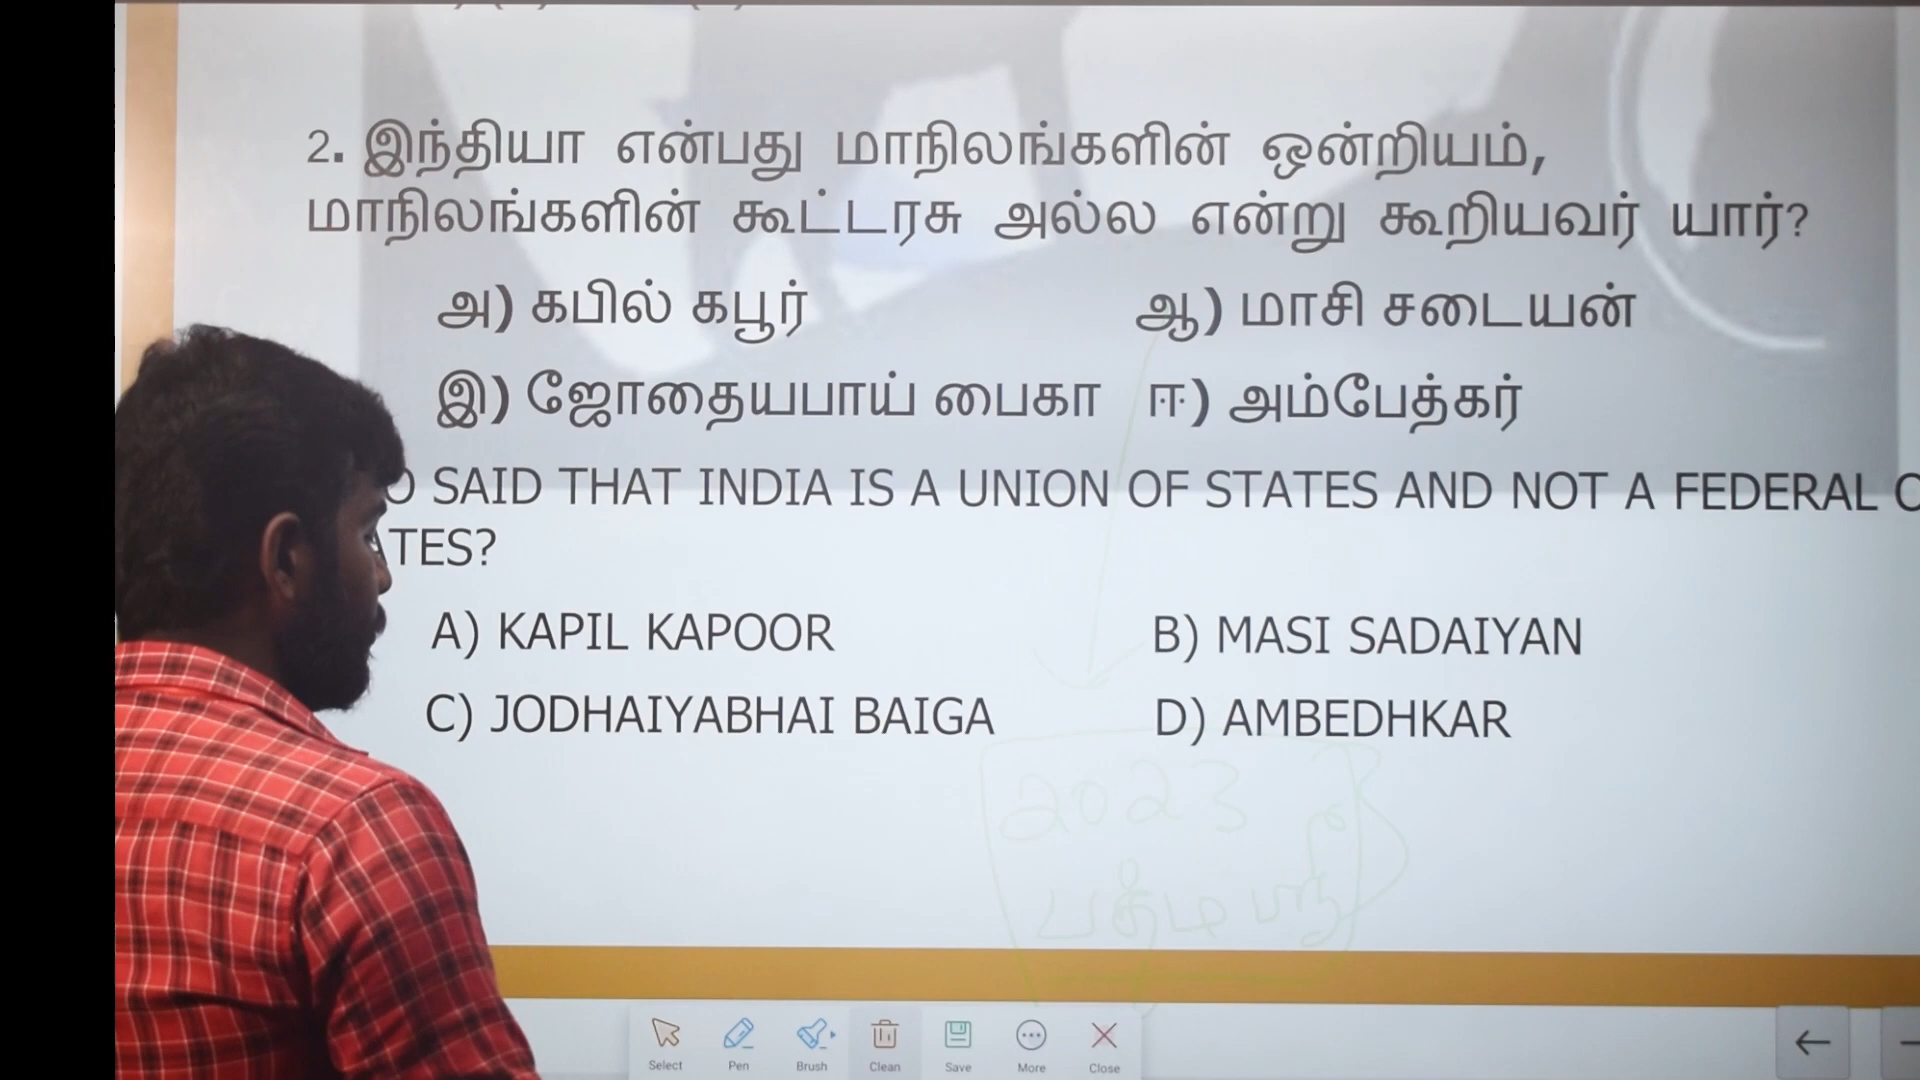 2. இந்தியா என்பது மாநிலங்களின் ஒன்றியம்,
மாநிலங்களின் கூட்டரசு அல்ல என்று கூறியவர் யார்?
அ) கபில் கபூர் ஆ) மாசி சடையன்
இ) ஜோதையபாய் பைகா ஈ) அம்பேத்கர்
SAID THAT INDIA IS A UNION OF STATES AND NOT A FEDERAL
TES?
A) KAPIL KAPOOR B) MASI SADAIYAN
C) JODHAIYABHAI BAIGA D) AMBEDHKAR
2023
Select Pen Brush Clean Save More Close